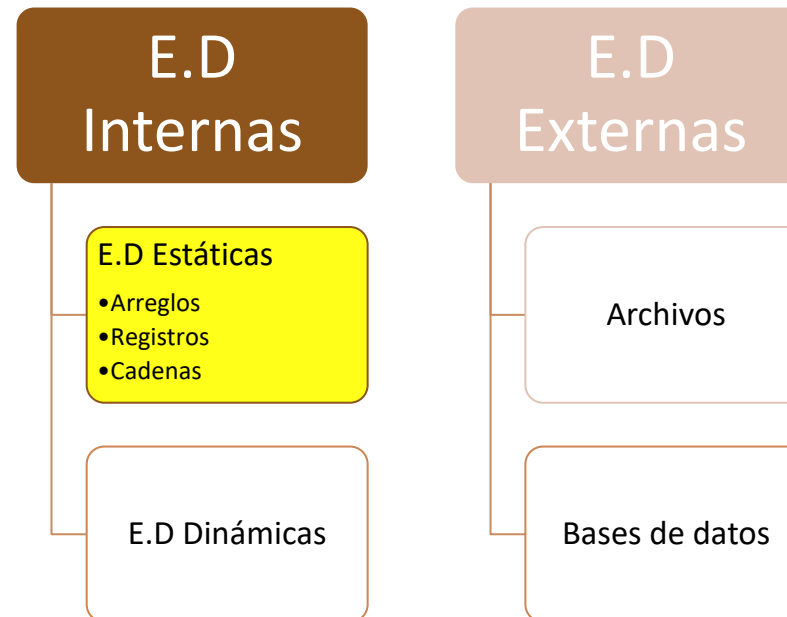 E.D
Internas
E.D Estáticas
•Arreglos
•Registros
•Cadenas
E.D Dinámicas
E.D
Externas
Archivos
Bases de datos